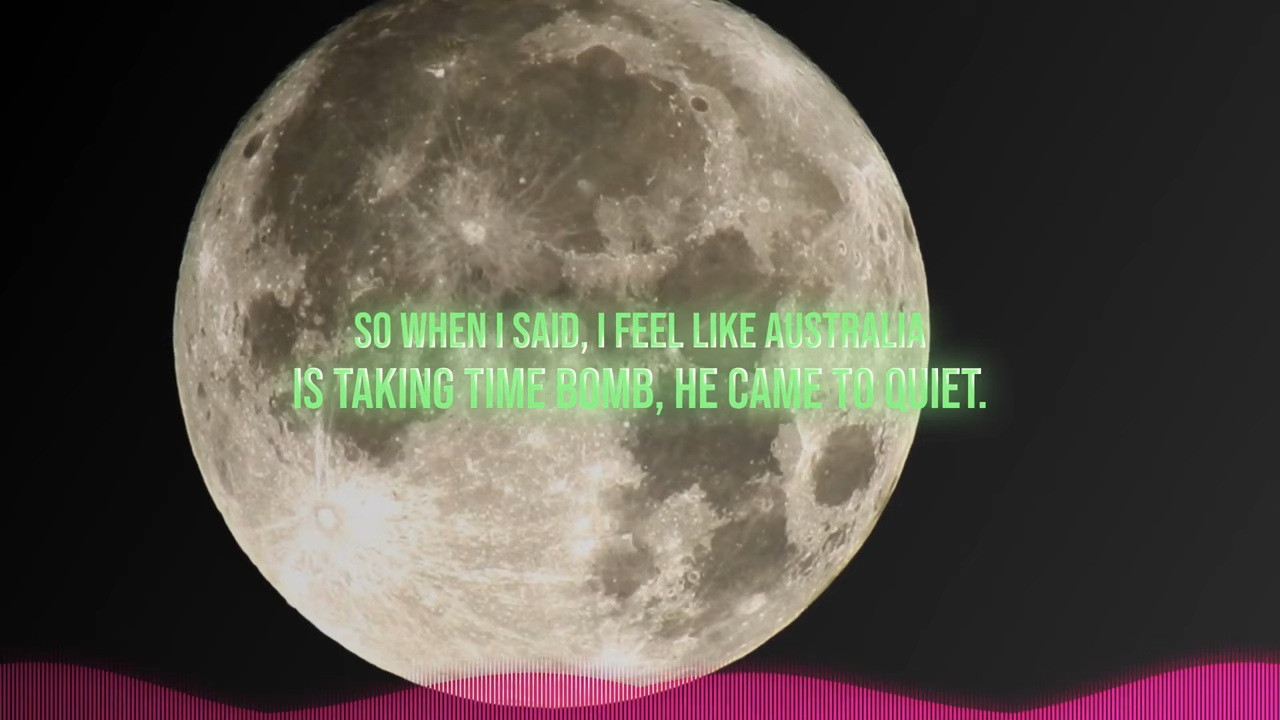 SO WHEN I SAID, I FEEL LIKE AUSTRALIA
IS TAKING TIME BOMB, HE CAME TO QUIET.